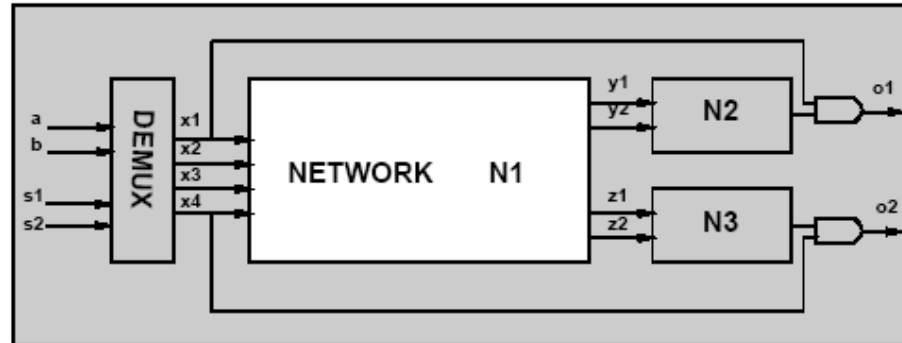 a
b
s1
s2
DEMUX
x1
x2
x3
x4
NETWORK N1
y1
y2
z1
z2
N2
N3
o1
o2